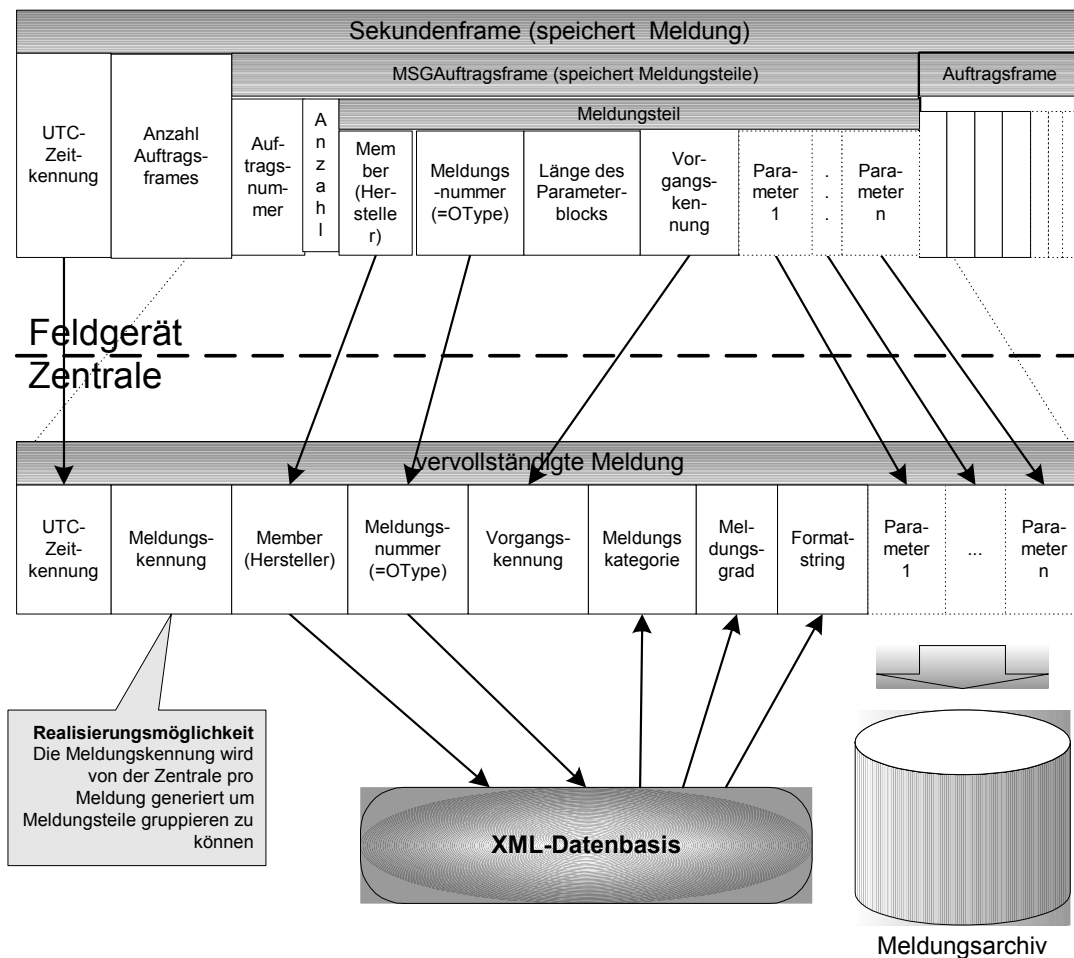 Sekundenframe (speichert Meldung)
MSGAuftragsframe (speichert Meldungsteile)
Auftragsframe
Meldungsteil
UTC-
Zeit-
kennung
Anzahl
Auftrags-
frames
Auf-
trags-
num-
mer
A
n
z
a
h
l
Mem
ber
(Her-
stelle
r)
Meldungs
-nummer
(=OType)
Länge des
Parameter-
blocks
Vor-
gangs-
ken-
nung
Para-
meter
1
.
.
.
Para-
meter
n
Feldgerät
Zentrale
vervollständigte Meldung
UTC-
Zeit-
kennung
Meldungs-
kennung
Member
(Hersteller)
Meldungs-
nummer
(=OType)
Vorgangs-
kennung
Meldungs
kategorie
Mel-
dungs-
grad
Format-
string
Para-
meter
1
...
Para-
meter
n
Realisierungsmöglichkeit
Die Meldungskennung wird
von der Zentrale pro
Meldung generiert um
Meldungsteile gruppieren zu
können
XML-Datenbasis
Meldungsarchiv